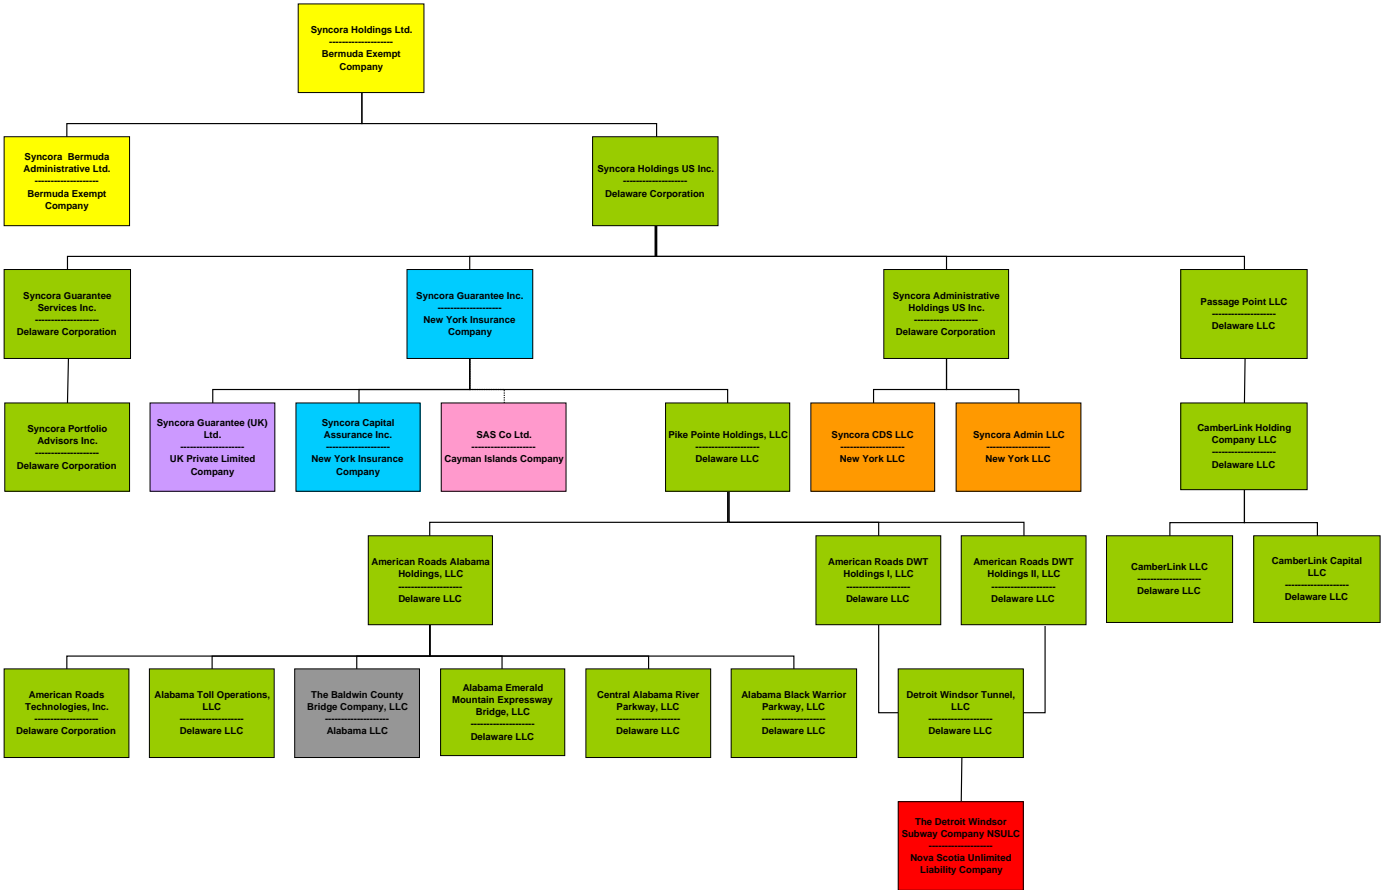 Syncora Holdings Ltd.
--------------------
Bermuda Exempt
Company
Syncora Bermuda
Administrative Ltd.
--------------------
Bermuda Exempt
Company
Syncora Holdings US Inc.
--------------------
Delaware Corporation
Syncora Guarantee
Services Inc.
--------------------
Delaware Corporation
Syncora Guarantee Inc.
--------------------
New York Insurance
Company
Syncora Administrative
Holdings US Inc.
--------------------
Delaware Corporation
Passage Point LLC
--------------------
Delaware LLC
Syncora Portfolio
Advisors Inc.
--------------------
Delaware Corporation
Syncora Guarantee (UK)
Ltd.
--------------------
UK Private Limited
Company
Syncora Capital
Assurance Inc.
--------------------
New York Insurance
Company
SAS Co Ltd.
--------------------
Cayman Islands Company
Pike Pointe Holdings, LLC
--------------------
Delaware LLC
Syncora CDS LLC
--------------------
New York LLC
Syncora Admin LLC
--------------------
New York LLC
CamberLink Holding
Company LLC
--------------------
Delaware LLC
American Roads Alabama
Holdings, LLC
--------------------
Delaware LLC
American Roads DWT
Holdings I, LLC
--------------------
Delaware LLC
American Roads DWT
Holdings II, LLC
--------------------
Delaware LLC
CamberLink LLC
--------------------
Delaware LLC
CamberLink Capital
LLC
--------------------
Delaware LLC
American Roads
Technologies, Inc.
--------------------
Delaware Corporation
Alabama Toll Operations,
LLC
--------------------
Delaware LLC
The Baldwin County
Bridge Company, LLC
--------------------
Alabama LLC
Alabama Emerald
Mountain Expressway
Bridge, LLC
--------------------
Delaware LLC
Central Alabama River
Parkway, LLC
--------------------
Delaware LLC
Alabama Black Warrior
Parkway, LLC
--------------------
Delaware LLC
Detroit Windsor Tunnel,
LLC
--------------------
Delaware LLC
The Detroit Windsor
Subway Company NSULC
--------------------
Nova Scotia Unlimited
Liability Company